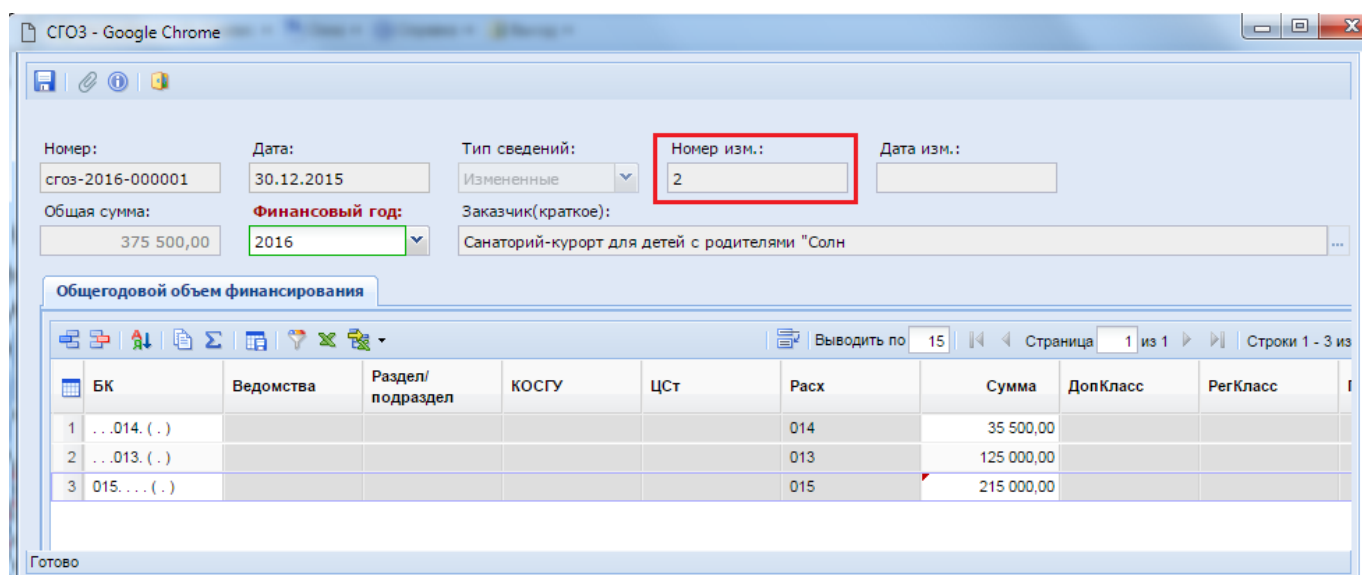 СГОЗ - Google Chrome
Номер: Дата: Тип сведений: Номер изм.: Дата изм.:
сгоз-2016-000001 30.12.2015 Измененные 2
Общая сумма: Финансовый год: Заказчик(краткое):
375 500,00 2016 Санаторий-курорт для детей с родителями "Солн ...
Общегодовой объем финансирования
Выводить по 15 Страница 1 из 1 Строки 1 - 3 из
БК Ведомства Раздел/ подраздел КОСГУ ЦСт Расх Сумма ДопКласс РегКласс
1 . . .014. ( . ) 014 35 500,00
2 . . .013. ( . ) 013 125 000,00
3 015. . . . ( . ) 015 215 000,00
Готово